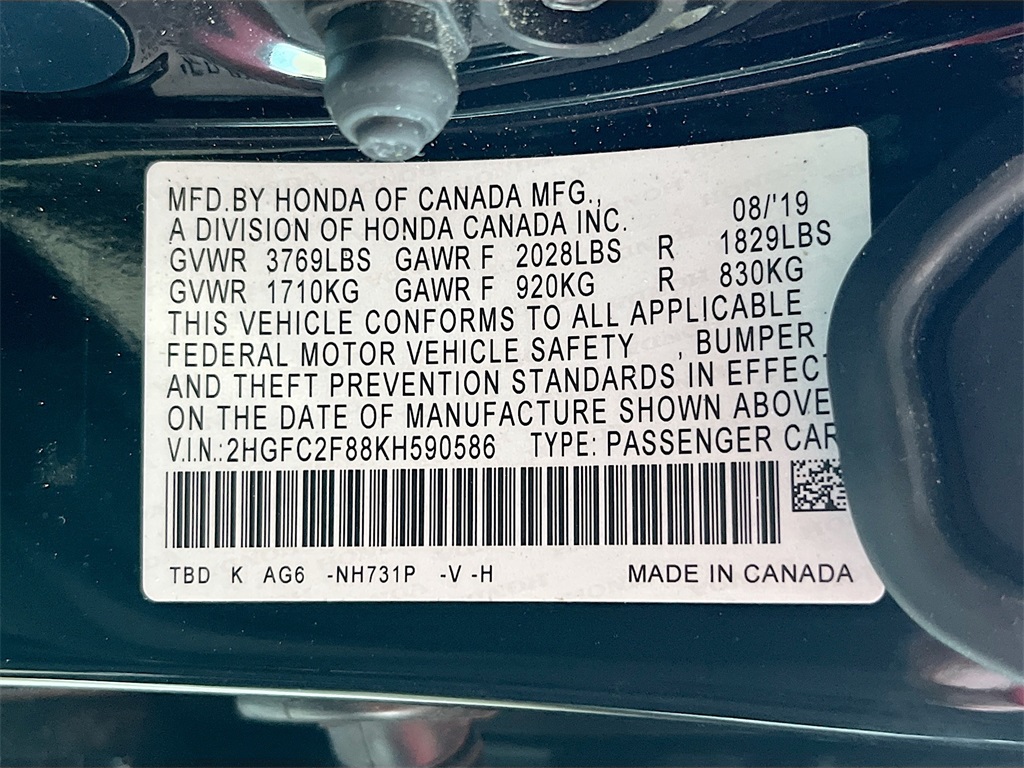 MFD.BY HONDA OF CANADA MFG.,
A DIVISION OF HONDA CANADA INC. 08/'19
GVWR 3769LBS GAWR F 2028LBS R 1829LBS
GVWR 1710KG GAWR F 920KG R 830KG
THIS VEHICLE CONFORMS TO ALL APPLICABLE
FEDERAL MOTOR VEHICLE SAFETY , BUMPER
AND THEFT PREVENTION STANDARDS IN EFFEC
ON THE DATE OF MANUFACTURE SHOWN ABOVE
V.I.N.:2HGFC2F88KH590586 TYPE: PASSENGER CAR
TBD K AG6 -NH731P -V -H MADE IN CANADA